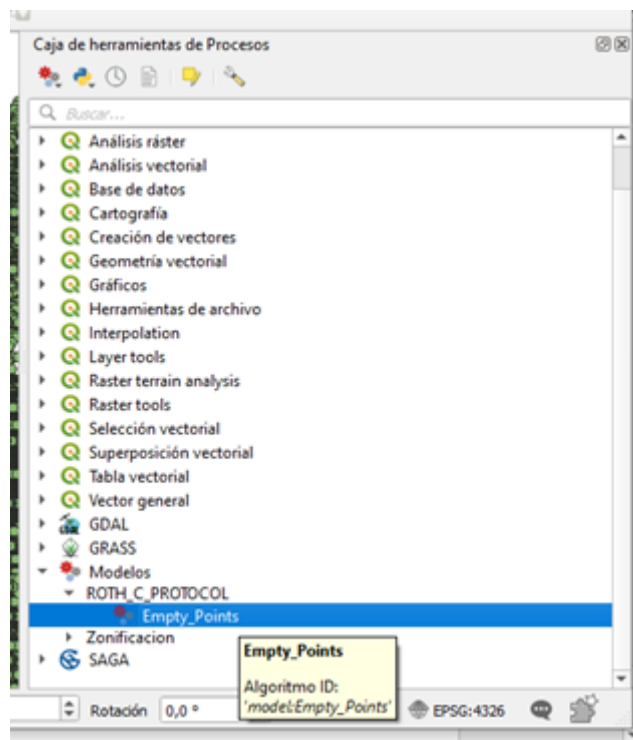 Caja de herramientas de Procesos
Buscar...
Análisis ráster
Análisis vectorial
Base de datos
Cartografía
Creación de vectores
Geometría vectorial
Gráficos
Herramientas de archivo
Interpolation
Layer tools
Raster terrain analysis
Raster tools
Selección vectorial
Superposición vectorial
Tabla vectorial
Vector general
GDAL
GRASS
Modelos
ROTH_C_PROTOCOL
Empty_Points
Zonificacion
Empty_Points
SAGA
Algoritmo ID:
'model:Empty_Points'
Rotación 0,0 ° EPSG:4326